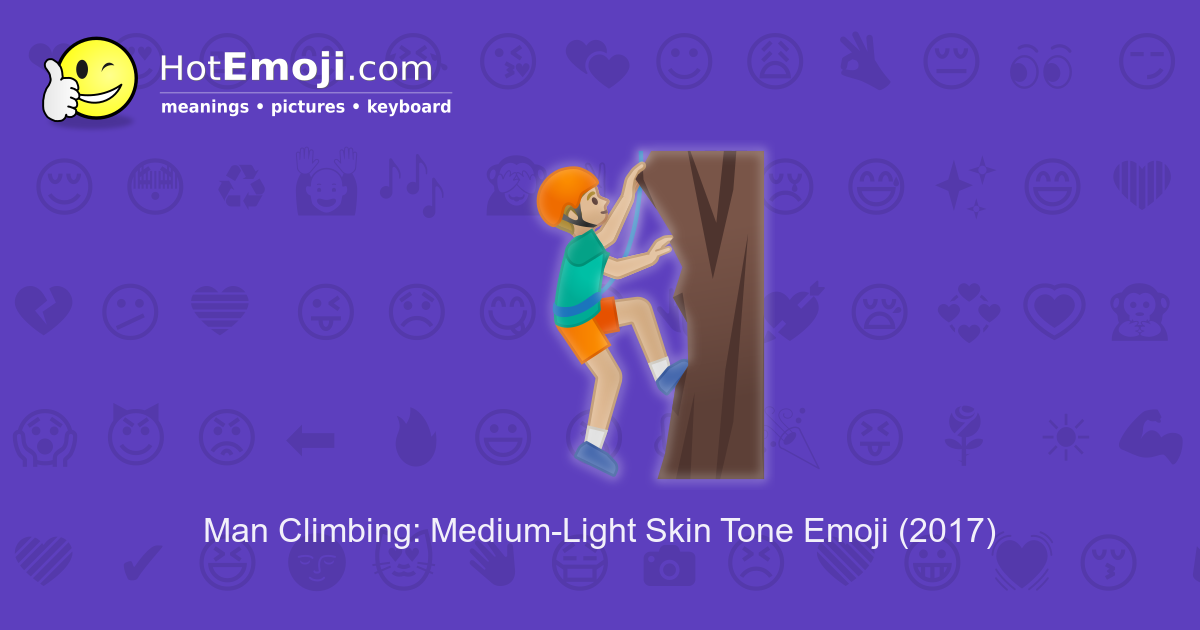 HotEmoji.com
meanings • pictures • keyboard
Man Climbing: Medium-Light Skin Tone Emoji (2017)